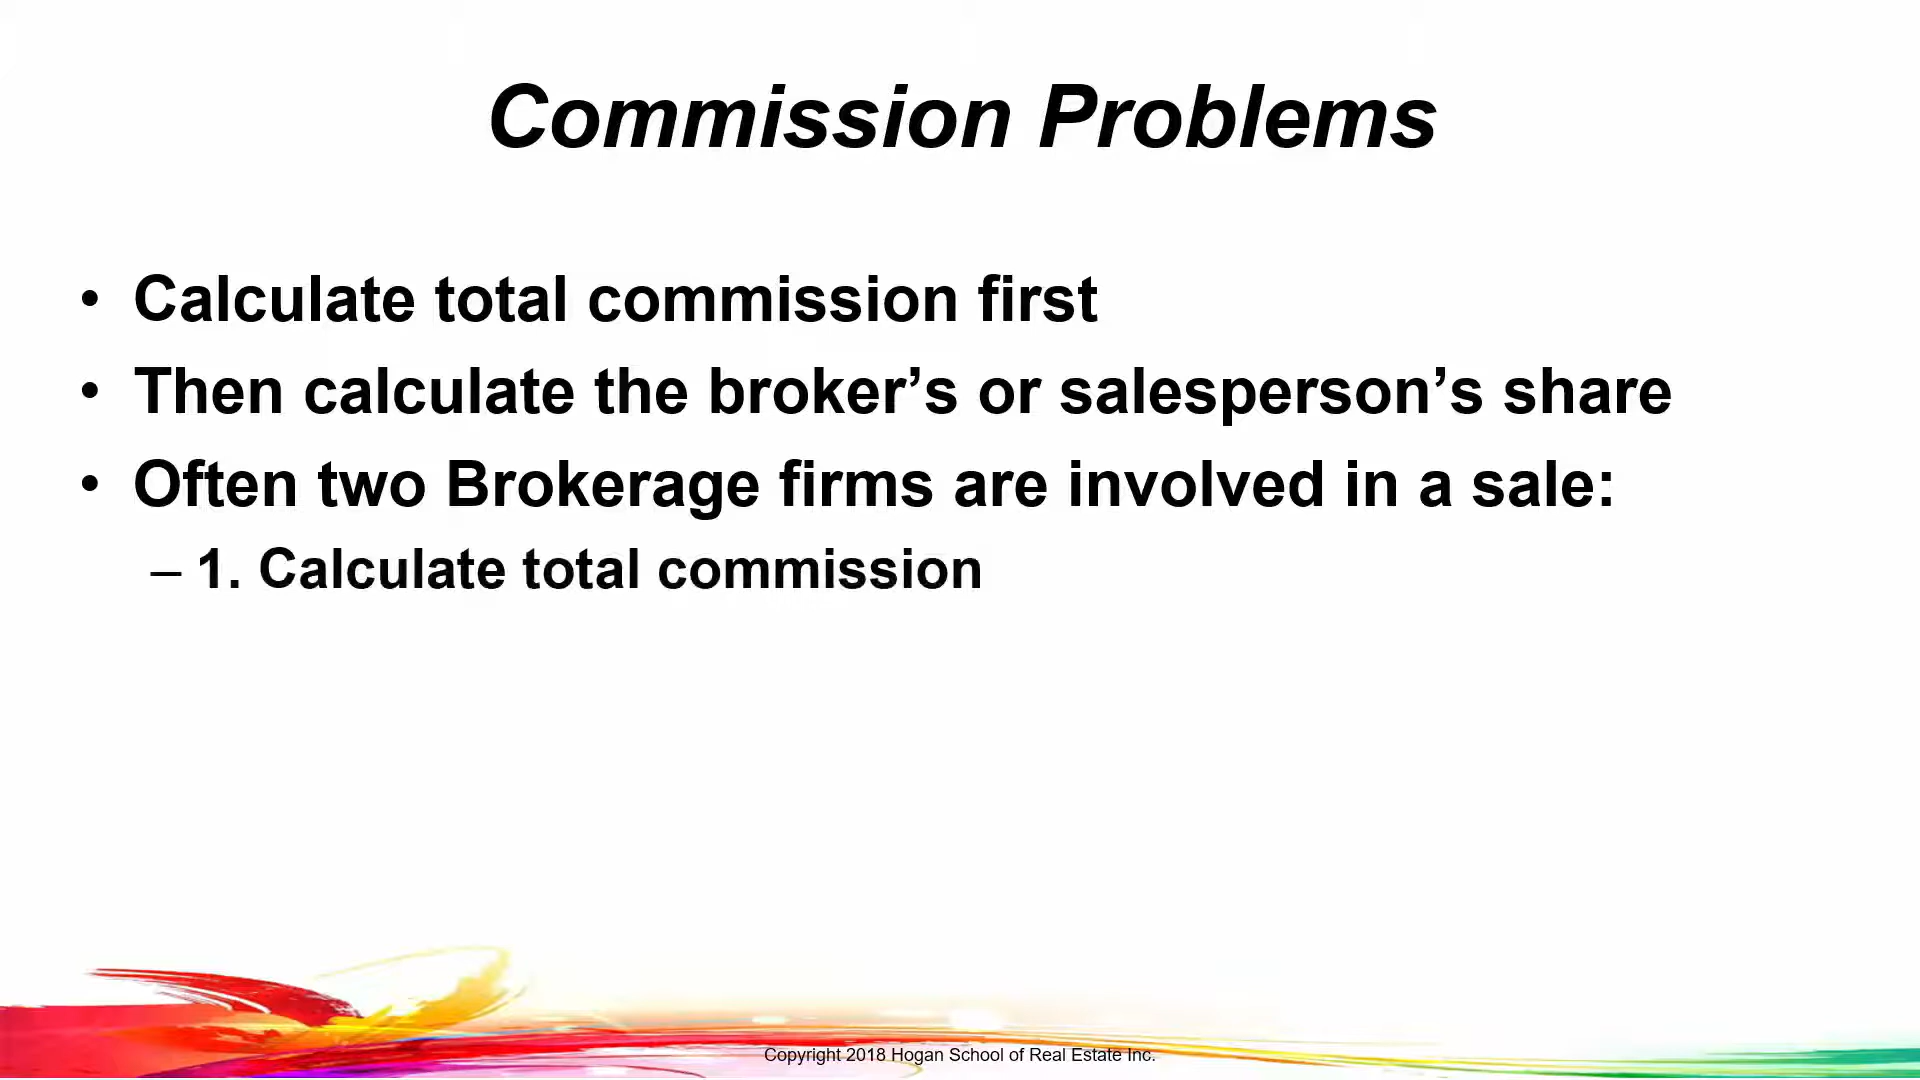 Commission Problems
• Calculate total commission first
• Then calculate the broker’s or salesperson’s share
• Often two Brokerage firms are involved in a sale:
– 1. Calculate total commission
Copyright 2018 Hogan School of Real Estate Inc.